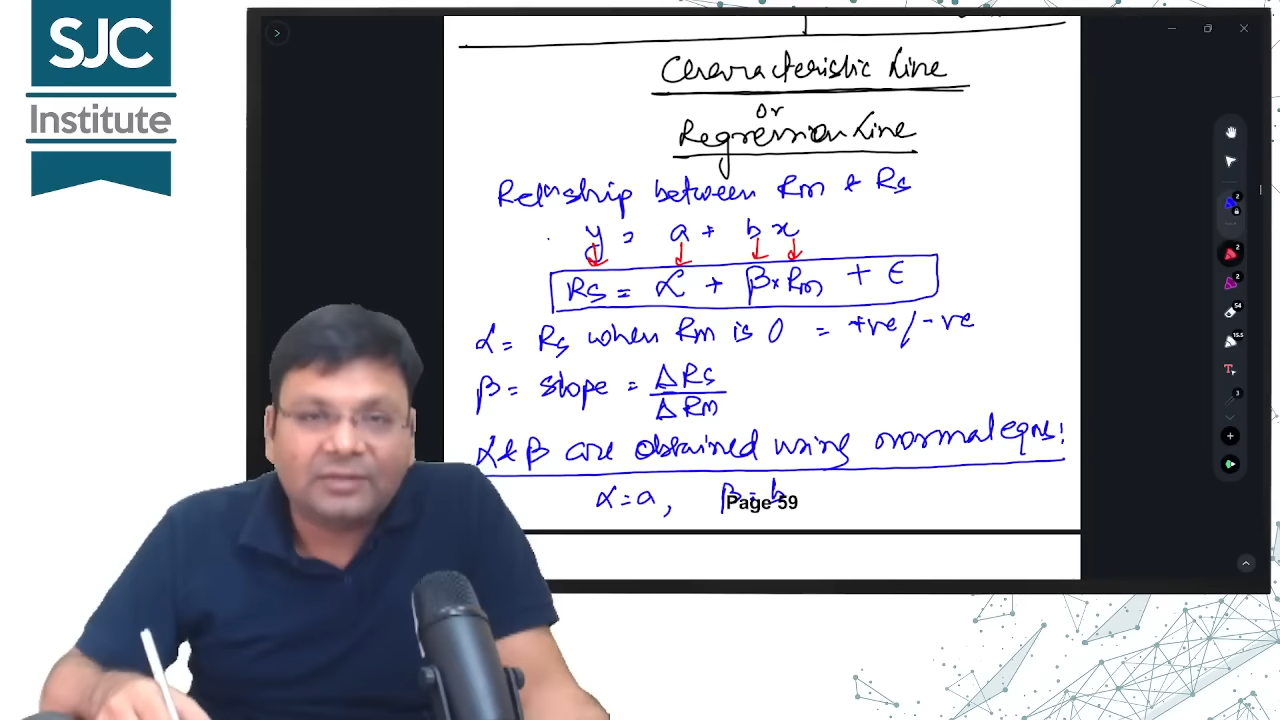 SJC
Institute
Characteristic Line
or
Regression Line
Relnship between Rm & Rs
y = a + b x
Rs = α + β × Rm + ε
α = Rs when Rm is 0 = +ve/-ve
β = slope = ΔRs
ΔRm
α & β are obtained using normal eqns:
α = a, β = b
Page 59